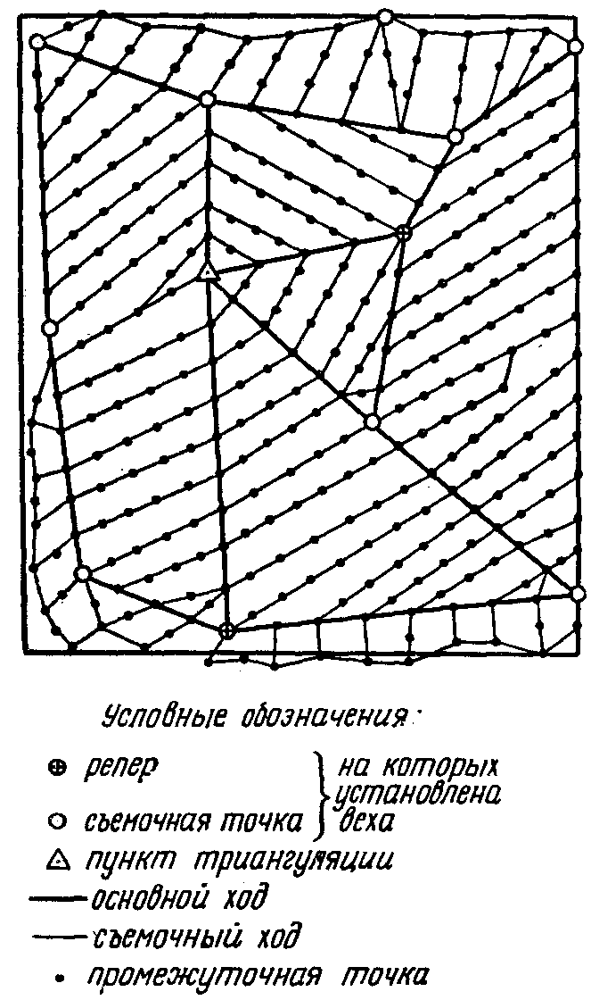 Условные обозначения:
репер
на которых
установлена
съемочная точка
веха
пункт триангуляции
основной ход
съемочный ход
промежуточная точка